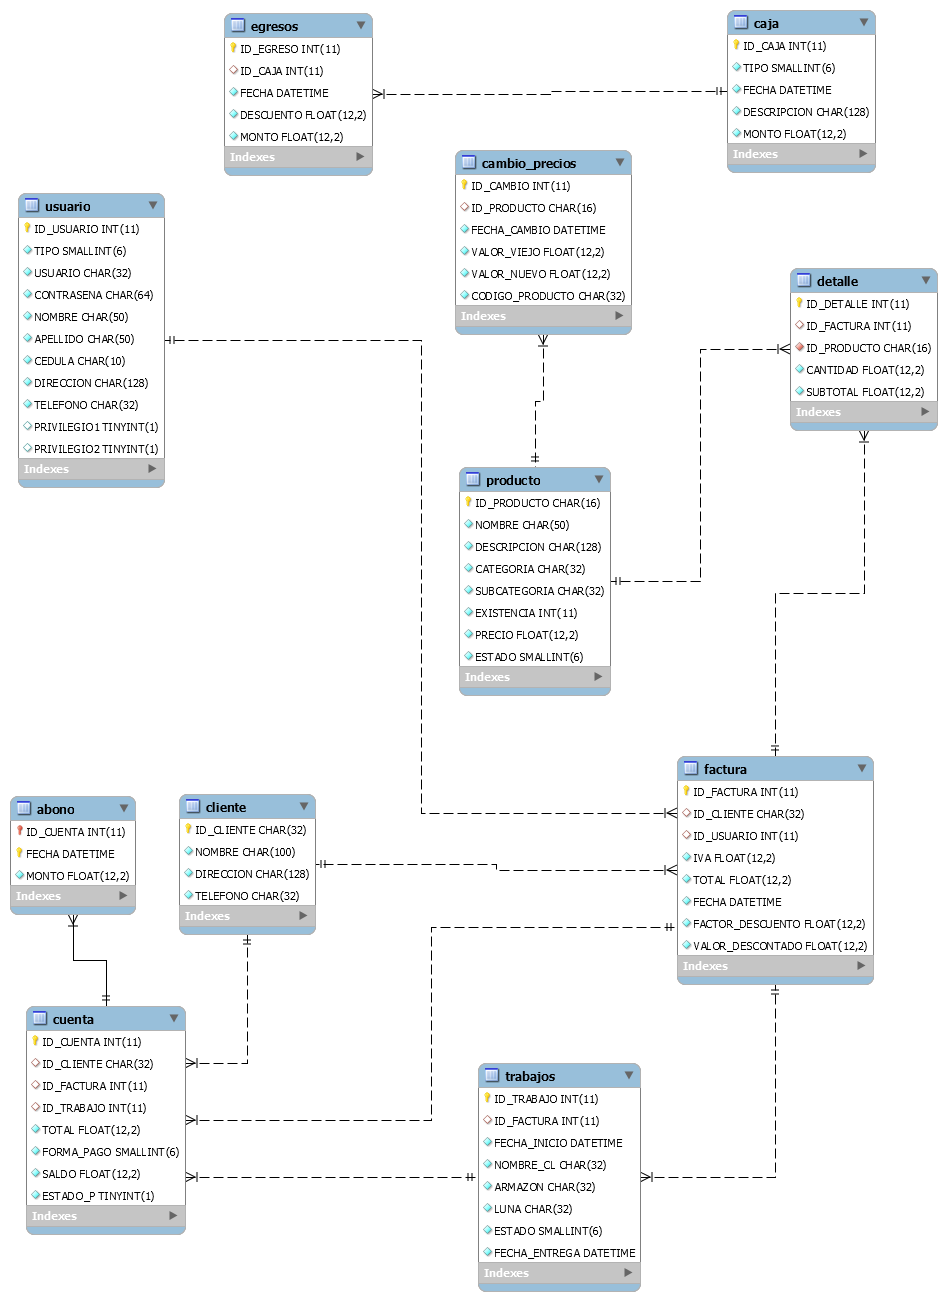 egresos
ID_EGRESO INT(11)
ID_CAJA INT(11)
FECHA DATETIME
DESCUENTO FLOAT(12,2)
MONTO FLOAT(12,2)
Indexes
caja
ID_CAJA INT(11)
TIPO SMALLINT(6)
FECHA DATETIME
DESCRIPCION CHAR(128)
MONTO FLOAT(12,2)
Indexes
cambio_precios
ID_CAMBIO INT(11)
ID_PRODUCTO CHAR(16)
FECHA_CAMBIO DATETIME
VALOR_VIEJO FLOAT(12,2)
VALOR_NUEVO FLOAT(12,2)
CODIGO_PRODUCTO CHAR(32)
Indexes
usuario
ID_USUARIO INT(11)
TIPO SMALLINT(6)
USUARIO CHAR(32)
CONTRASENA CHAR(64)
NOMBRE CHAR(50)
APELLIDO CHAR(50)
CEDULA CHAR(10)
DIRECCION CHAR(128)
TELEFONO CHAR(32)
PRIVILEGIO1 TINYINT(1)
PRIVILEGIO2 TINYINT(1)
Indexes
detalle
ID_DETALLE INT(11)
ID_FACTURA INT(11)
ID_PRODUCTO CHAR(16)
CANTIDAD FLOAT(12,2)
SUBTOTAL FLOAT(12,2)
Indexes
producto
ID_PRODUCTO CHAR(16)
NOMBRE CHAR(50)
DESCRIPCION CHAR(128)
CATEGORIA CHAR(32)
SUBCATEGORIA CHAR(32)
EXISTENCIA INT(11)
PRECIO FLOAT(12,2)
ESTADO SMALLINT(6)
Indexes
factura
ID_FACTURA INT(11)
ID_CLIENTE CHAR(32)
ID_USUARIO INT(11)
IVA FLOAT(12,2)
TOTAL FLOAT(12,2)
FECHA DATETIME
FACTOR_DESCUENTO FLOAT(12,2)
VALOR_DESCONTADO FLOAT(12,2)
Indexes
abono
ID_CUENTA INT(11)
FECHA DATETIME
MONTO FLOAT(12,2)
Indexes
cliente
ID_CLIENTE CHAR(32)
NOMBRE CHAR(100)
DIRECCION CHAR(128)
TELEFONO CHAR(32)
Indexes
cuenta
ID_CUENTA INT(11)
ID_CLIENTE CHAR(32)
ID_FACTURA INT(11)
ID_TRABAJO INT(11)
TOTAL FLOAT(12,2)
FORMA_PAGO SMALLINT(6)
SALDO FLOAT(12,2)
ESTADO_P TINYINT(1)
Indexes
trabajos
ID_TRABAJO INT(11)
ID_FACTURA INT(11)
FECHA_INICIO DATETIME
NOMBRE_CL CHAR(32)
ARMAZON CHAR(32)
LUNA CHAR(32)
ESTADO SMALLINT(6)
FECHA_ENTREGA DATETIME
Indexes